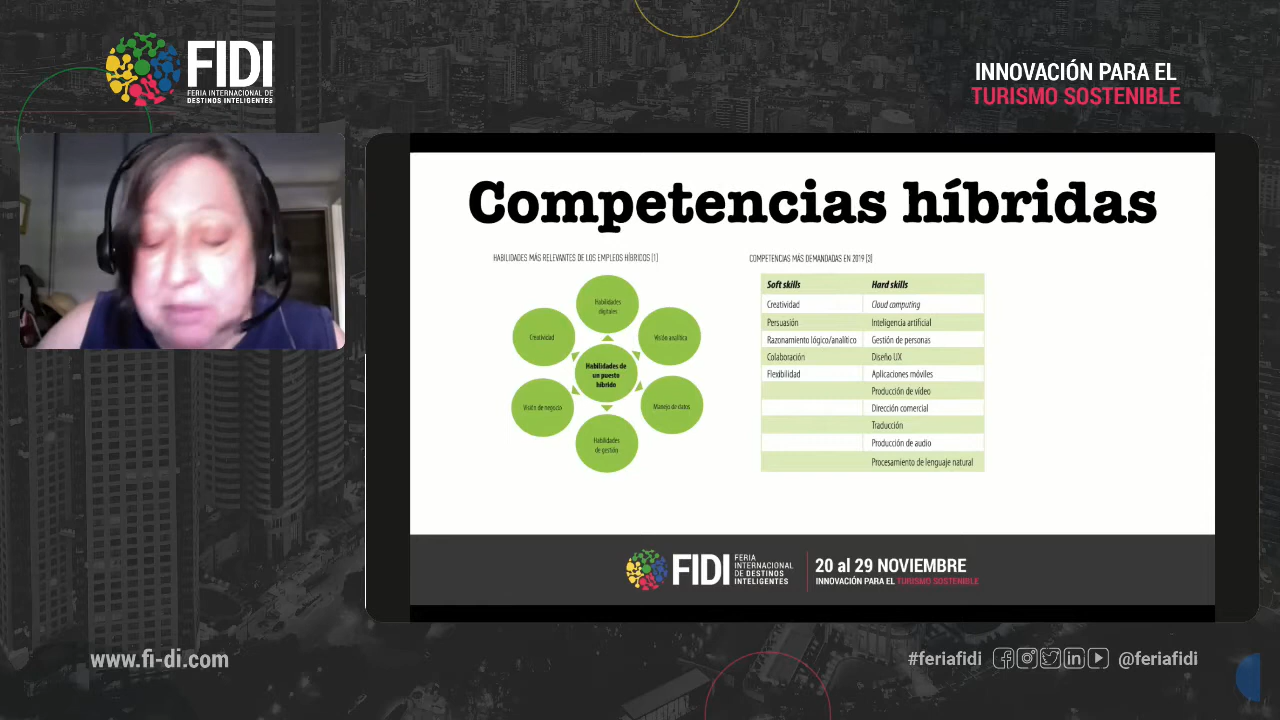 FIDI
FERIA INTERNACIONAL DE
DESTINOS INTELIGENTES
INNOVACIÓN PARA EL
TURISMO SOSTENIBLE
Competencias híbridas
HABILIDADES MÁS RELEVANTES DE LOS EMPLEOS HÍBRIDOS [1]
Habilidades
digitales
Creatividad
Visión analítica
Habilidades de
un puesto
híbrido
Visión de negocio
Manejo de datos
Habilidades
de gestión
COMPETENCIAS MÁS DEMANDADAS EN 2019 [3]
Soft skills Hard skills
Creatividad Cloud computing
Persuasión Inteligencia artificial
Razonamiento lógico/analítico Gestión de personas
Colaboración Diseño UX
Flexibilidad Aplicaciones móviles
Producción de vídeo
Dirección comercial
Traducción
Producción de audio
Procesamiento de lenguaje natural
FIDI
FERIA
INTERNACIONAL
DE DESTINOS
INTELIGENTES
20 al 29 NOVIEMBRE
INNOVACIÓN PARA EL TURISMO SOSTENIBLE
www.fi-di.com
#feriafidi @feriafidi